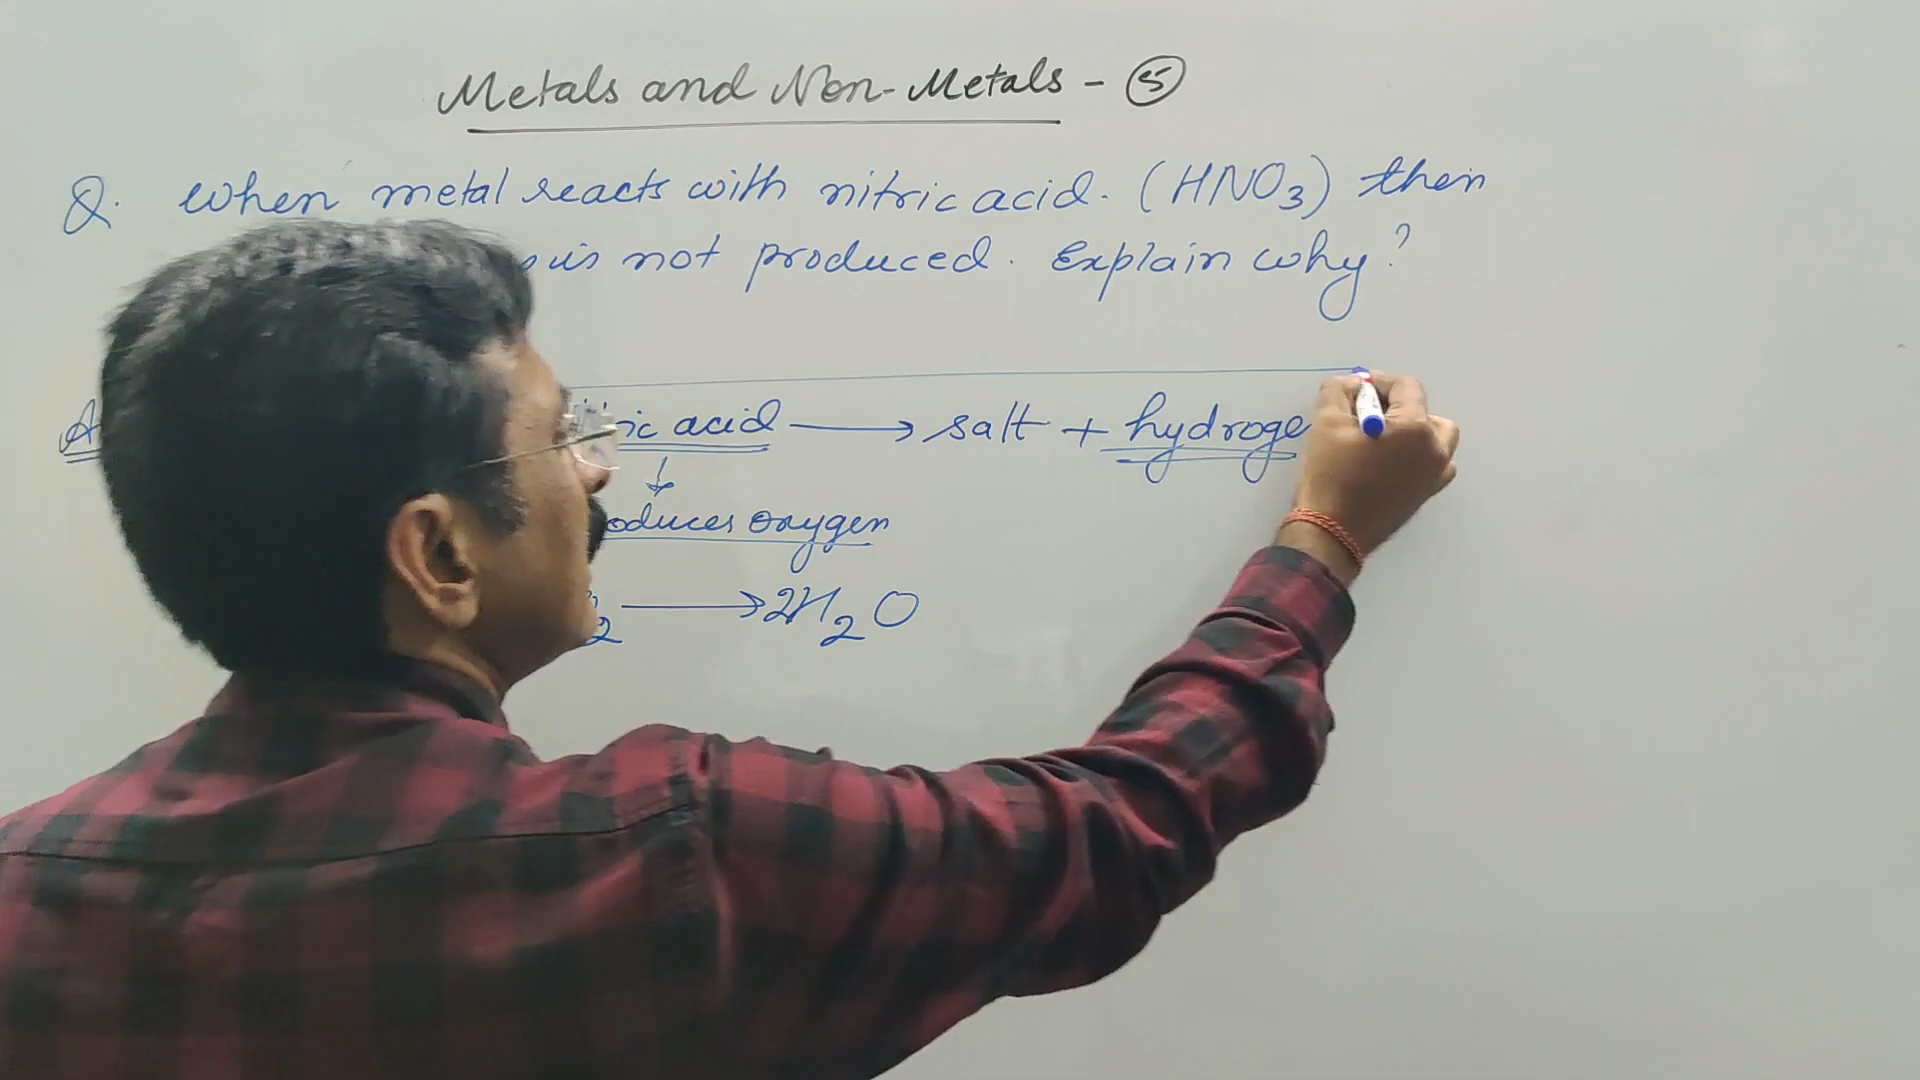 Metals and Non-Metals - 5
Q. When metal reacts with nitric acid. (HNO3) then
is not produced. Explain why?
A acid → salt + hydroge
↓
oduces oxygen
2 → 2H2O